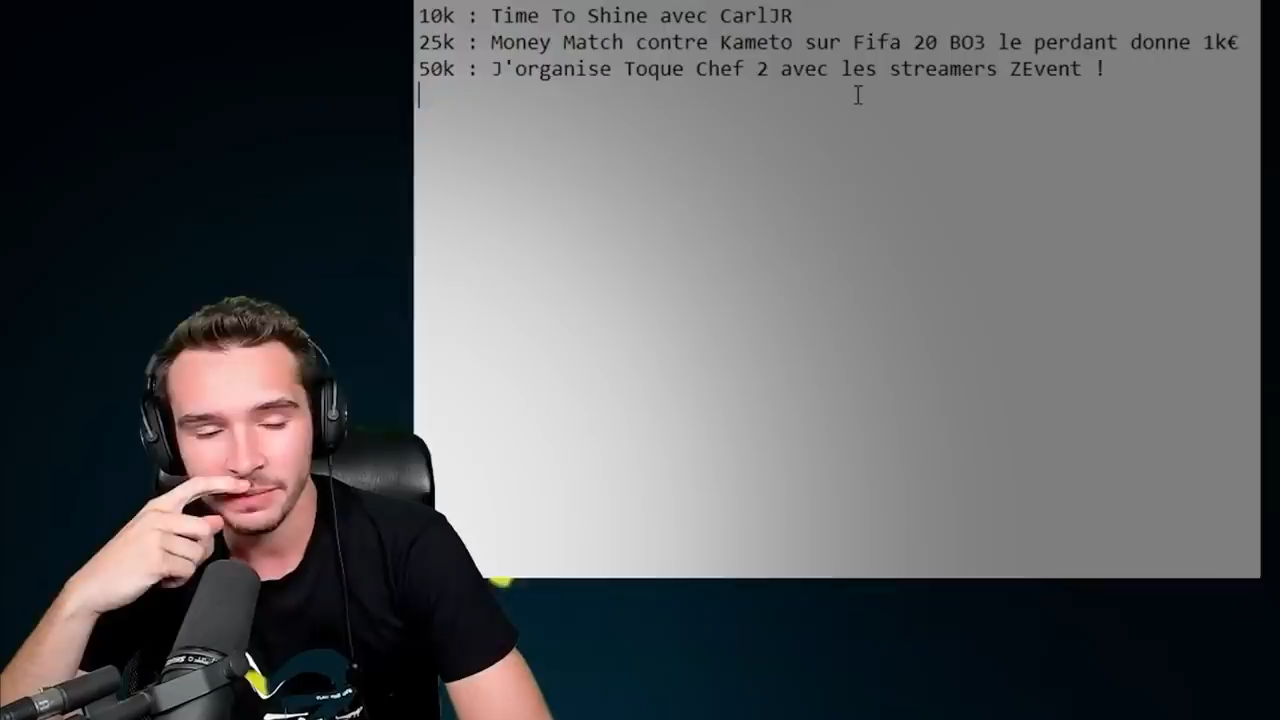 10k : Time To Shine avec CarlJR
25k : Money Match contre Kameto sur Fifa 20 BO3 le perdant donne 1k€
50k : J'organise Toque Chef 2 avec les streamers ZEvent !